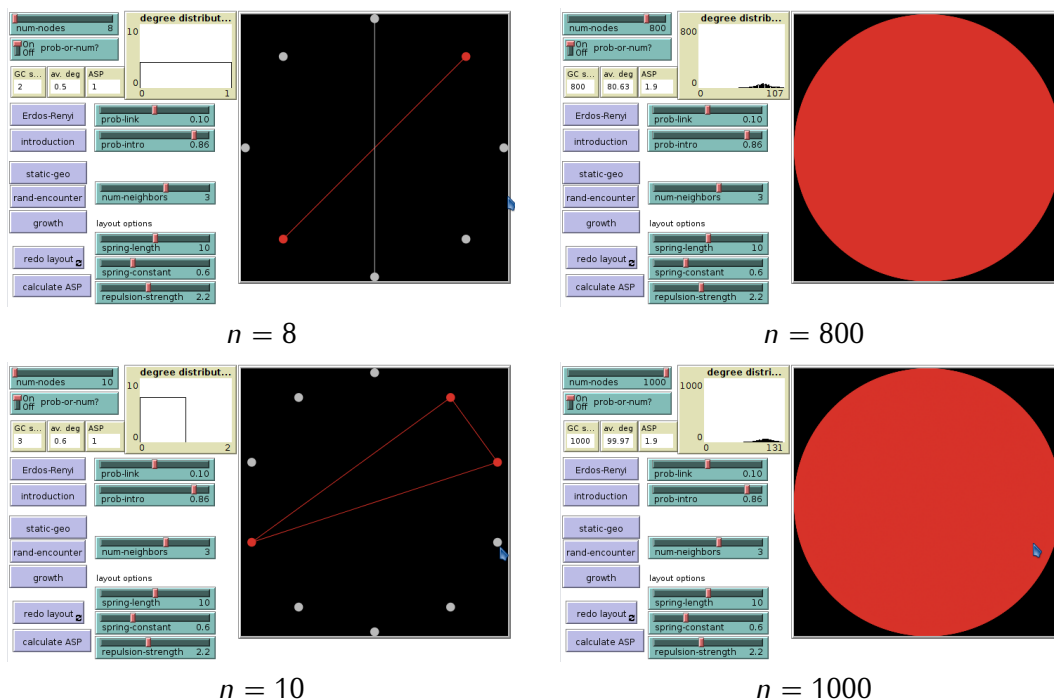 num-nodes 8
On
Off prob-or-num?
GC s... av. deg ASP
2 0.5 1
degree distribut...
10
0
0 1
Erdos-Renyi
prob-link 0.10
introduction
prob-intro 0.86
static-geo
rand-encounter
num-neighbors 3
growth
layout options
spring-length 10
redo layout
spring-constant 0.6
calculate ASP
repulsion-strength 2.2
n = 8
num-nodes 800
On
Off prob-or-num?
GC s... av. deg ASP
800 80.63 1.9
degree distrib...
800
0
0 107
Erdos-Renyi
prob-link 0.10
introduction
prob-intro 0.86
static-geo
rand-encounter
num-neighbors 3
growth
layout options
spring-length 10
redo layout
spring-constant 0.6
calculate ASP
repulsion-strength 2.2
n = 800
num-nodes 10
On
Off prob-or-num?
GC s... av. deg ASP
3 0.6 1
degree distribut...
10
0
0 2
Erdos-Renyi
prob-link 0.10
introduction
prob-intro 0.86
static-geo
rand-encounter
num-neighbors 3
growth
layout options
spring-length 10
redo layout
spring-constant 0.6
calculate ASP
repulsion-strength 2.2
n = 10
num-nodes 1000
On
Off prob-or-num?
GC s... av. deg ASP
1000 99.97 1.9
degree distri...
1000
0
0 131
Erdos-Renyi
prob-link 0.10
introduction
prob-intro 0.86
static-geo
rand-encounter
num-neighbors 3
growth
layout options
spring-length 10
redo layout
spring-constant 0.6
calculate ASP
repulsion-strength 2.2
n = 1000